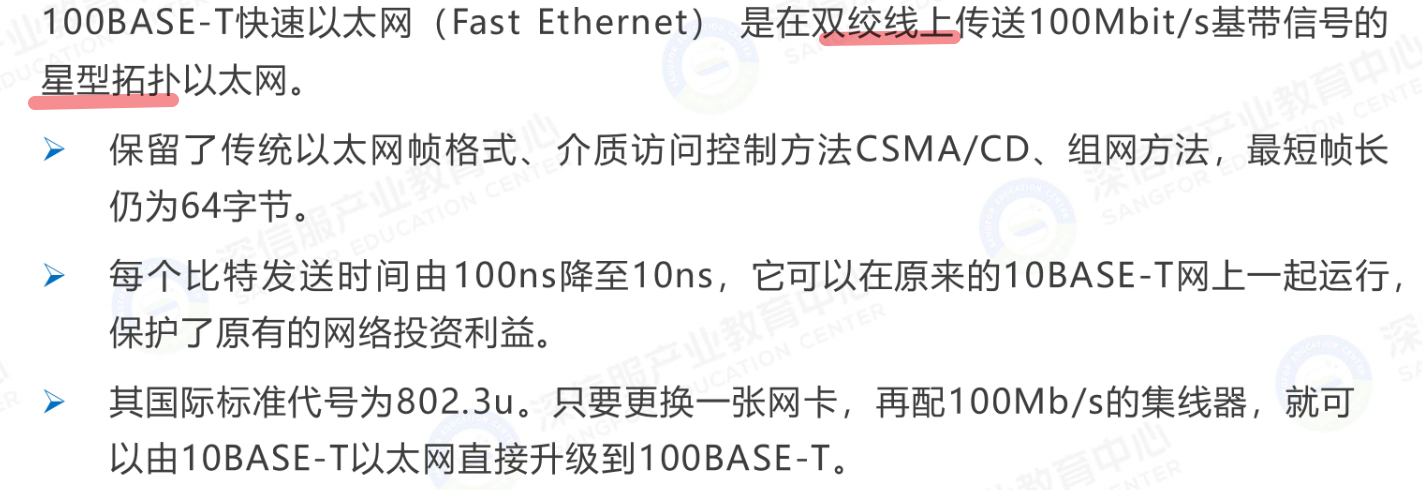 100BASE-T快速以太网（Fast Ethernet） 是在双绞线上传送100Mbit/s基带信号的
星型拓扑以太网。
➢ 保留了传统以太网帧格式、介质访问控制方法CSMA/CD、组网方法，最短帧长
仍为64字节。
➢ 每个比特发送时间由100ns降至10ns，它可以在原来的10BASE-T网上一起运行，
保护了原有的网络投资利益。
➢ 其国际标准代号为802.3u。只要更换一张网卡，再配100Mb/s的集线器，就可
以由10BASE-T以太网直接升级到100BASE-T。
深信服产业教育中心
SANGFOR EDUCATION CENTER